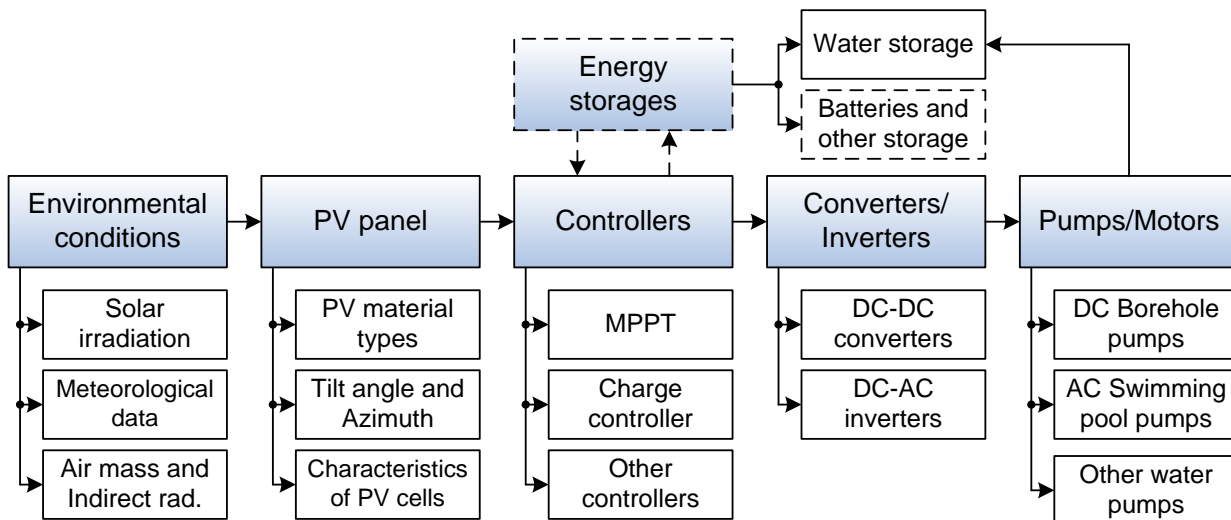 Energy
storages
Water storage
Batteries and
other storage
Environmental
conditions
PV panel
Controllers
Converters/
Inverters
Pumps/Motors
Solar
irradiation
Meteorological
data
Air mass and
Indirect rad.
PV material
types
Tilt angle and
Azimuth
Characteristics
of PV cells
MPPT
Charge
controller
Other
controllers
DC-DC
converters
DC-AC
inverters
DC Borehole
pumps
AC Swimming
pool pumps
Other water
pumps